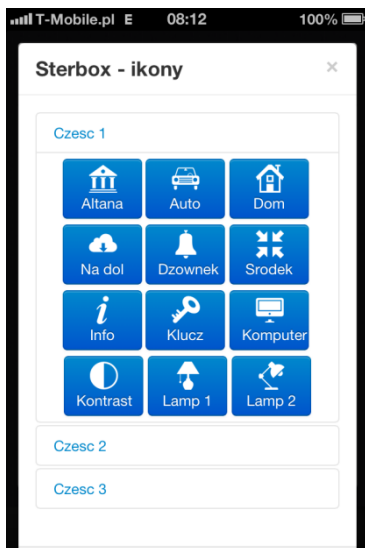 T-Mobile.pl E 08:12 100%
Sterbox - ikony ×
Czesc 1
Altana Auto Dom
Na dol Dzownek Srodek
Info Klucz Komputer
Kontrast Lamp 1 Lamp 2
Czesc 2
Czesc 3